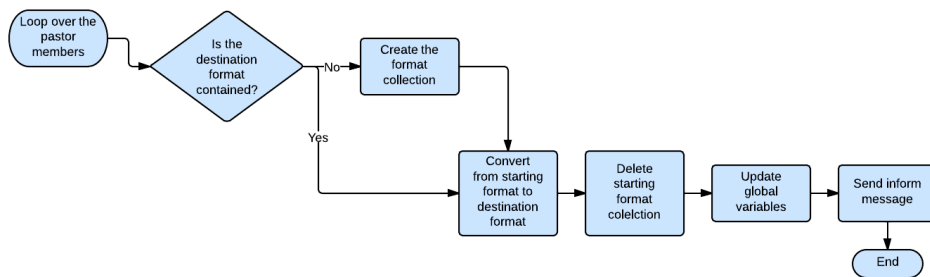 Loop over the
pastor
members
Is the
destination
format
contained?
No
Create the
format
collection
Yes
Convert
from starting
format to
destination
format
Delete
starting
format
colelction
Update
global
variables
Send inform
message
End